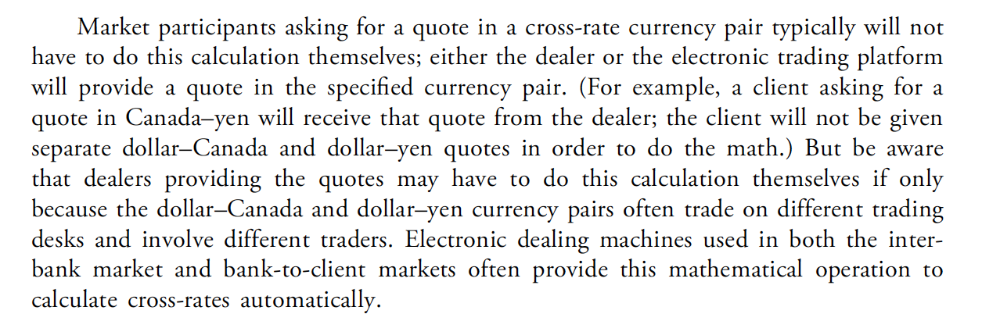 Market participants asking for a quote in a cross-rate currency pair typically will not
have to do this calculation themselves; either the dealer or the electronic trading platform
will provide a quote in the specified currency pair. (For example, a client asking for a
quote in Canada–yen will receive that quote from the dealer; the client will not be given
separate dollar–Canada and dollar–yen quotes in order to do the math.) But be aware
that dealers providing the quotes may have to do this calculation themselves if only
because the dollar–Canada and dollar–yen currency pairs often trade on different trading
desks and involve different traders. Electronic dealing machines used in both the inter-
bank market and bank-to-client markets often provide this mathematical operation to
calculate cross-rates automatically.